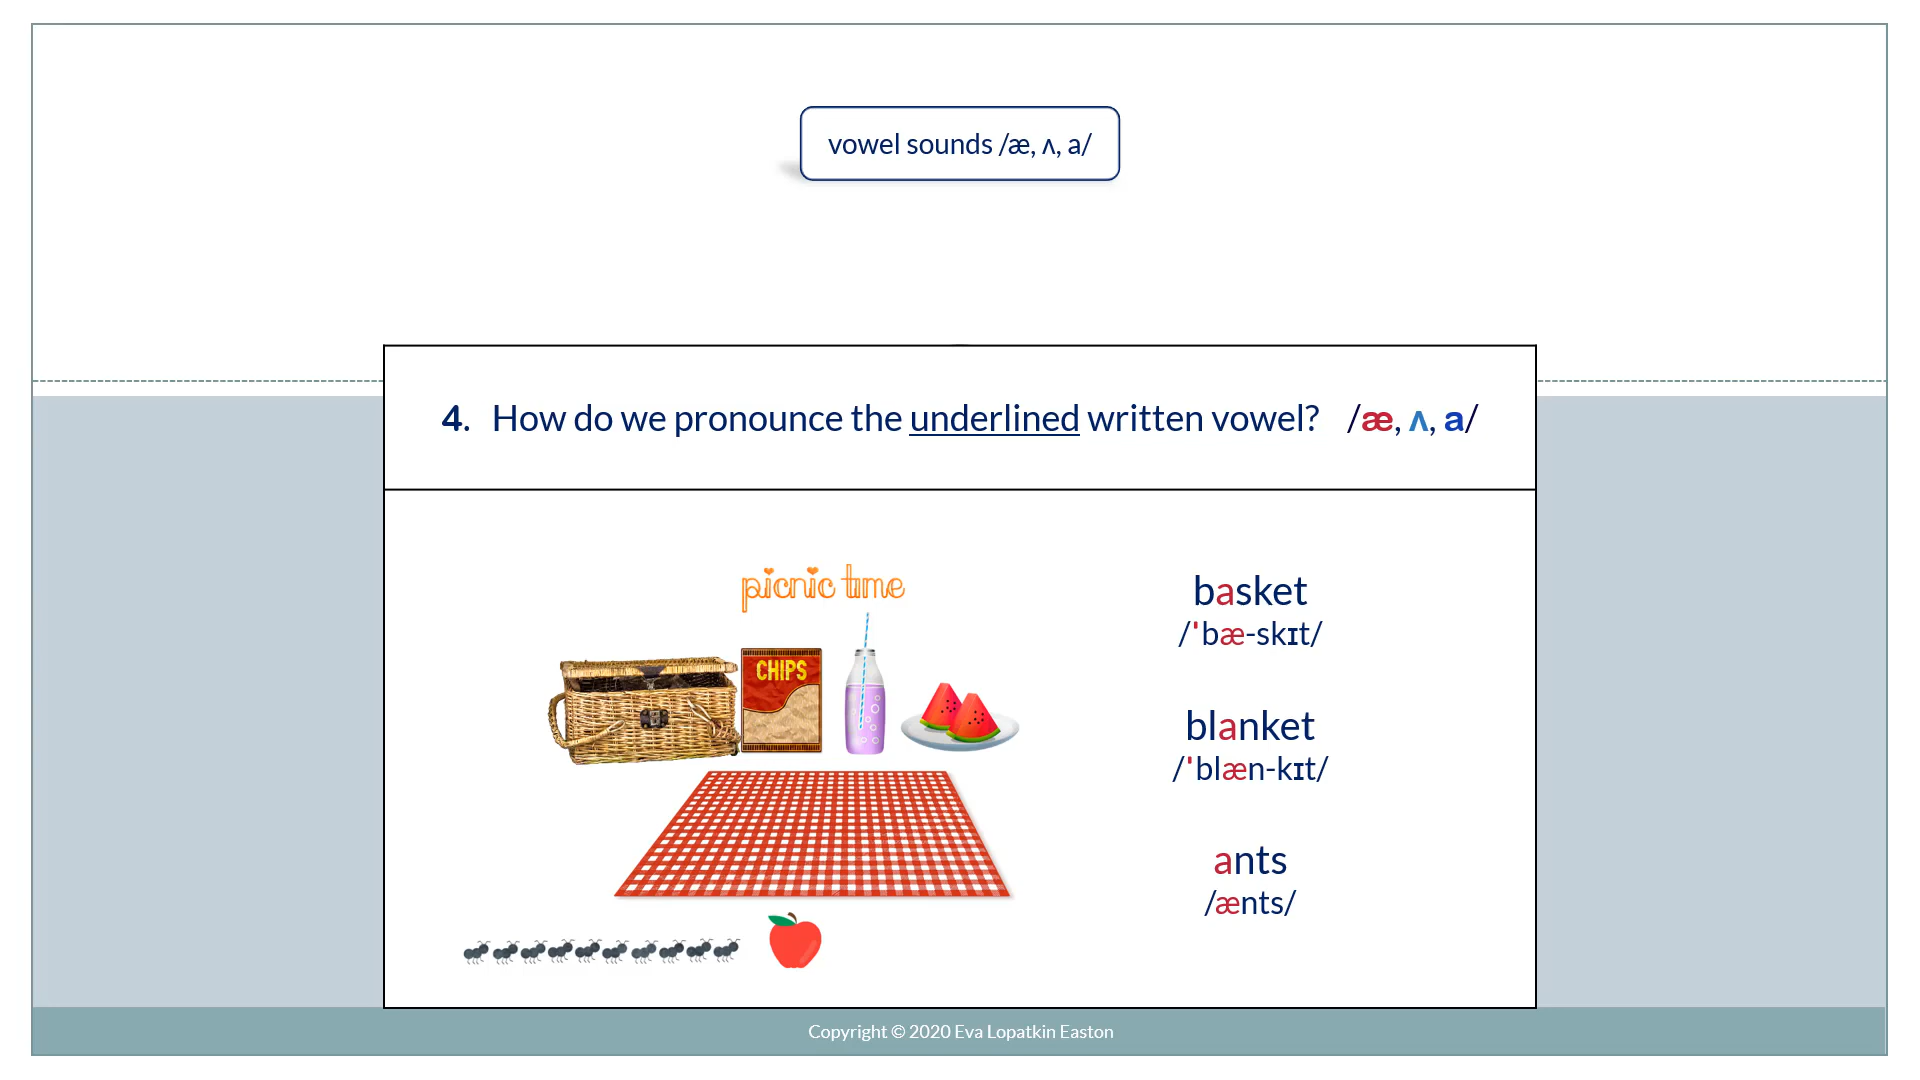 vowel sounds /æ, ʌ, a/
4. How do we pronounce the underlined written vowel? /æ, ʌ, a/
picnic time
CHIPS
basket
/ˈbæ-skɪt/
blanket
/ˈblæn-kɪt/
ants
/ænts/
Copyright © 2020 Eva Lopatkin Easton